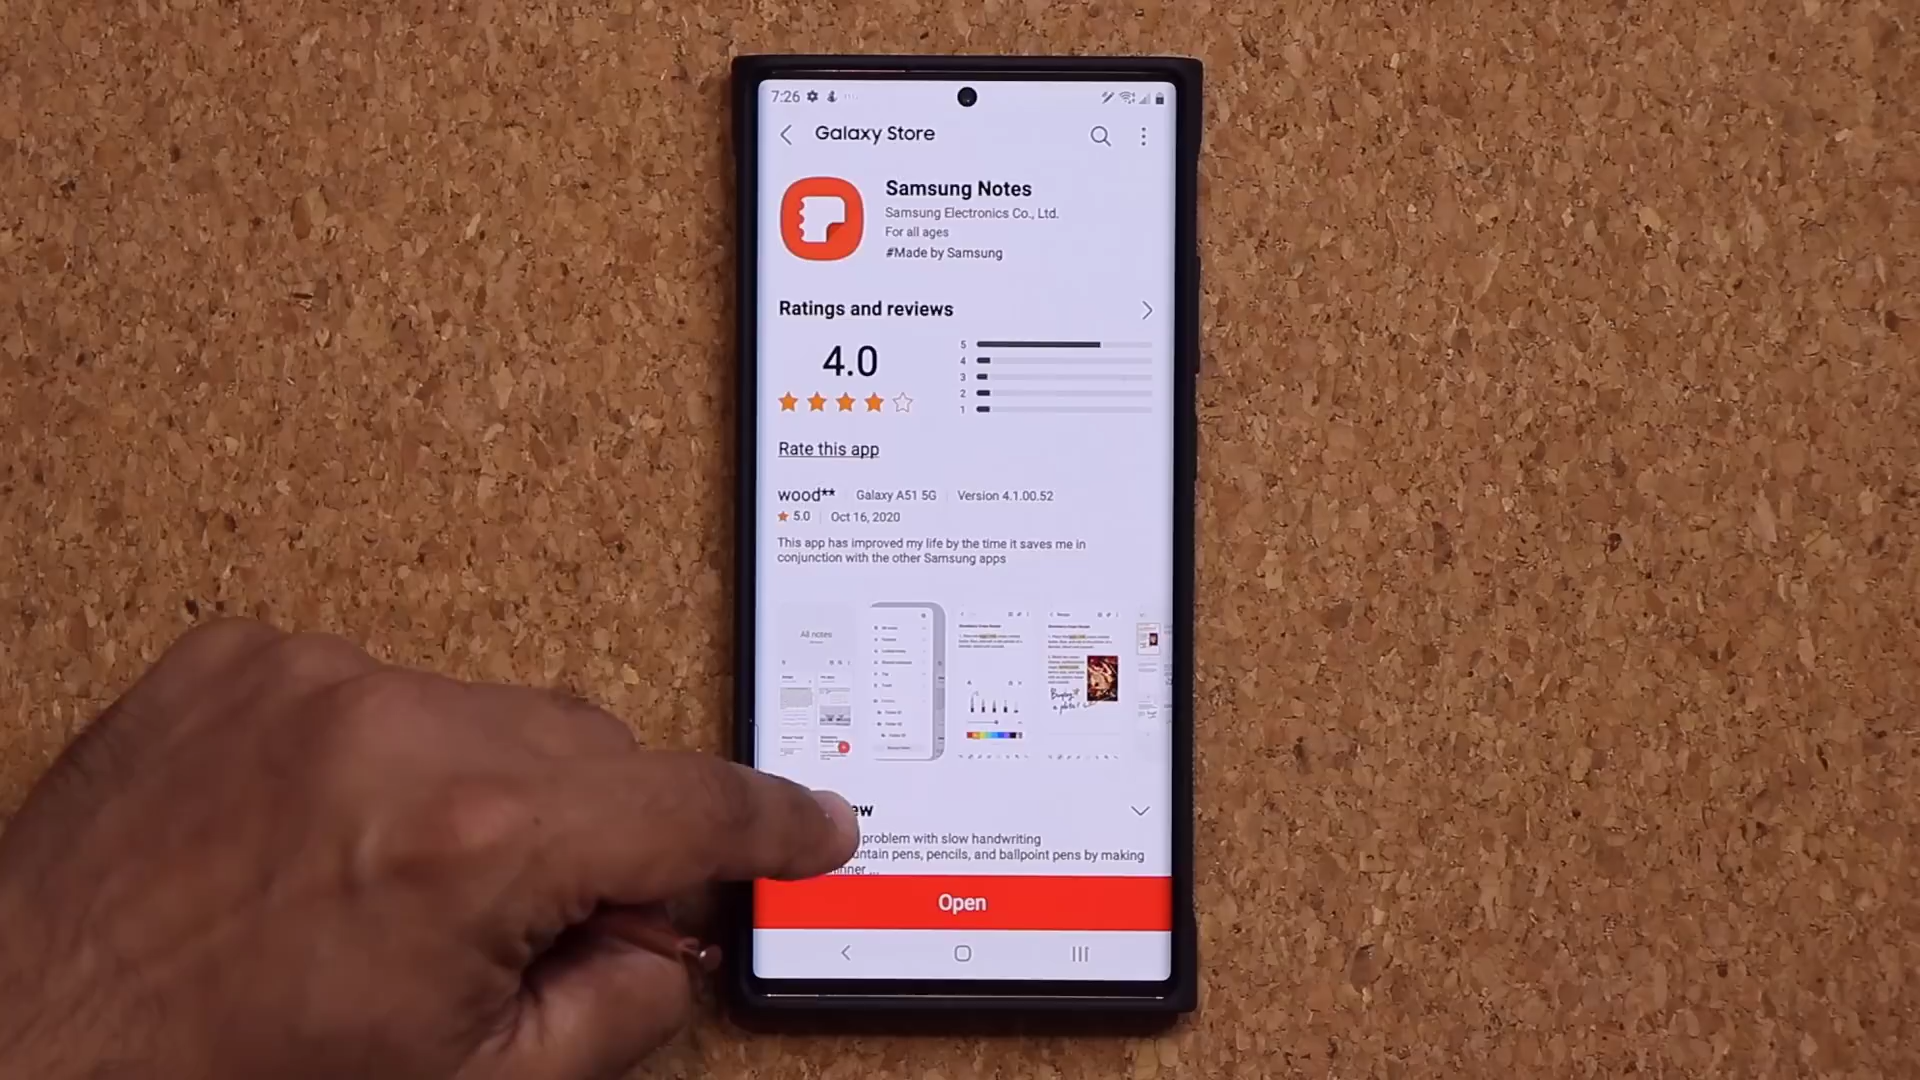 7:26
Galaxy Store
Samsung Notes
Samsung Electronics Co., Ltd.
For all ages
#Made by Samsung
Ratings and reviews
4.0
5
4
3
2
1
Rate this app
wood** Galaxy A51 5G Version 4.1.00.52
5.0 Oct 16, 2020
This app has improved my life by the time it saves me in
conjunction with the other Samsung apps
All notes
Buying?
a plate?
problem with slow handwriting
pens, pencils, and ballpoint pens by making
Open